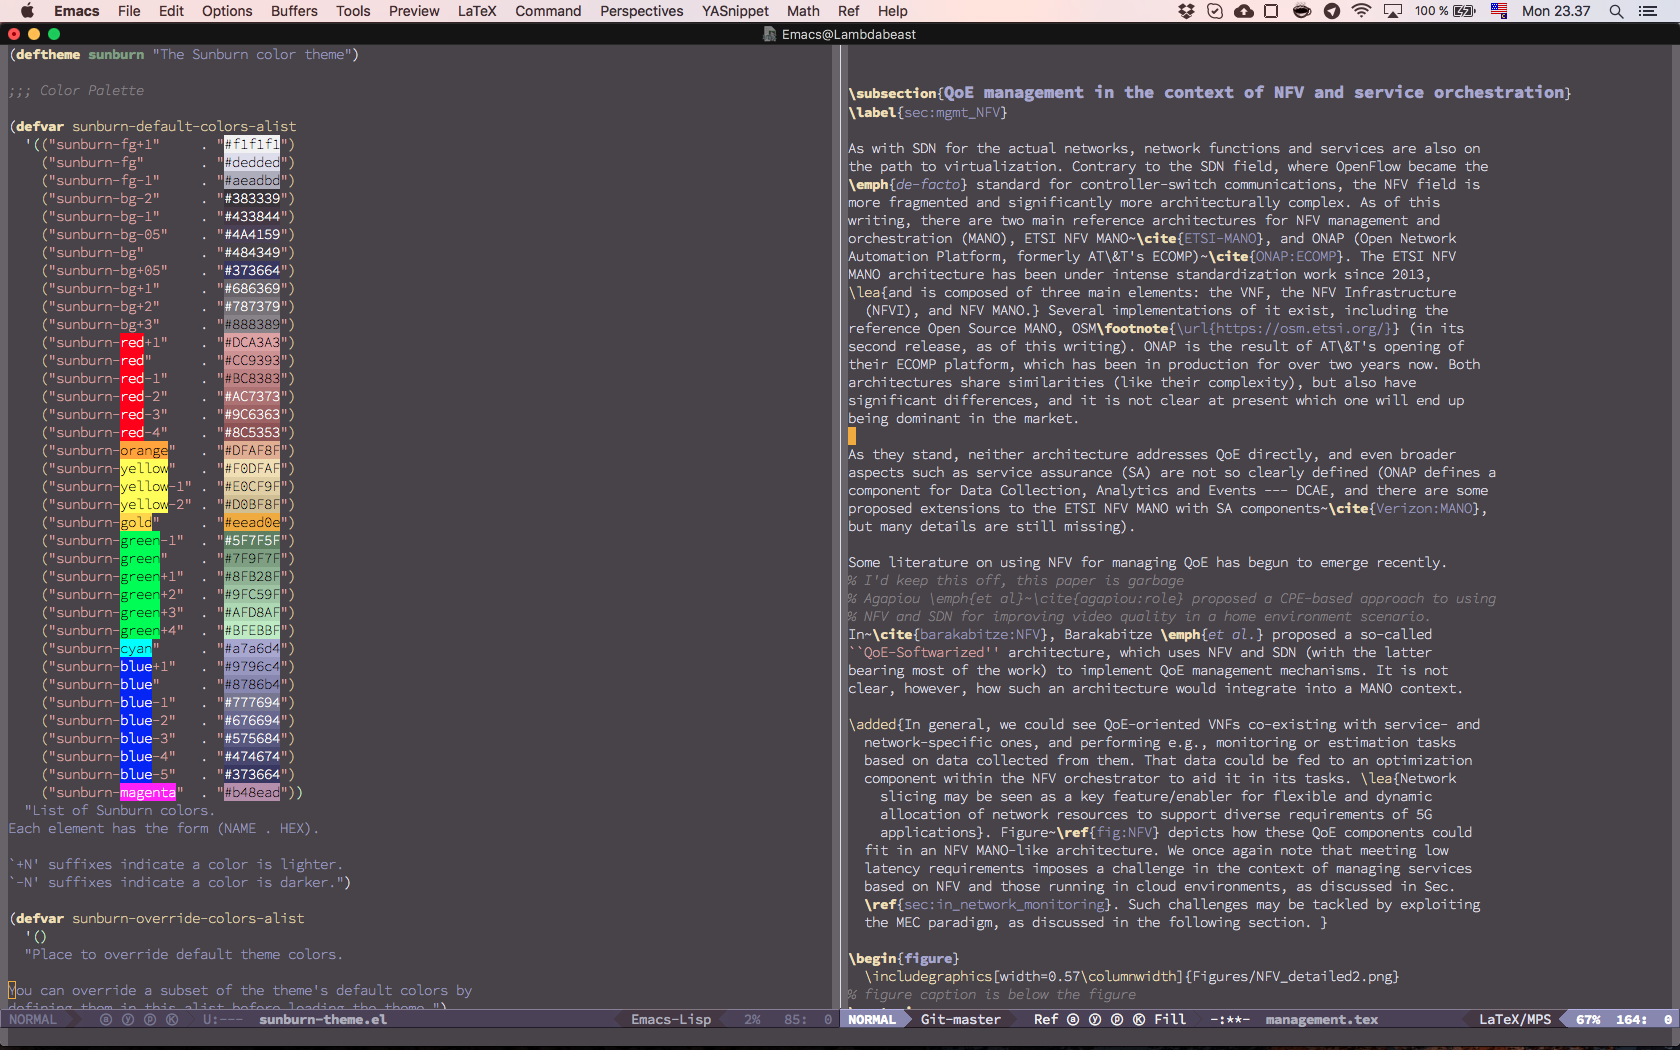 Emacs File Edit Options Buffers Tools Preview LaTeX Command Perspectives YASnippet Math Ref Help 100 % Mon 23.37
Emacs@Lambdabeast
(deftheme sunburn "The Sunburn color theme")
;;; Color Palette
(defvar sunburn-default-colors-alist
'(("sunburn-fg+1" . "#f1f1f1")
("sunburn-fg" . "#dedded")
("sunburn-fg-1" . "#aeadbd")
("sunburn-bg-2" . "#383339")
("sunburn-bg-1" . "#433844")
("sunburn-bg-05" . "#4A4159")
("sunburn-bg" . "#484349")
("sunburn-bg+05" . "#373664")
("sunburn-bg+1" . "#686369")
("sunburn-bg+2" . "#787379")
("sunburn-bg+3" . "#888389")
("sunburn-red+1" . "#DCA3A3")
("sunburn-red" . "#CC9393")
("sunburn-red-1" . "#BC8383")
("sunburn-red-2" . "#AC7373")
("sunburn-red-3" . "#9C6363")
("sunburn-red-4" . "#8C5353")
("sunburn-orange" . "#DFAF8F")
("sunburn-yellow" . "#F0DFAF")
("sunburn-yellow-1" . "#E0CF9F")
("sunburn-yellow-2" . "#D0BF8F")
("sunburn-gold" . "#eead0e")
("sunburn-green-1" . "#5F7F5F")
("sunburn-green" . "#7F9F7F")
("sunburn-green+1" . "#8FB28F")
("sunburn-green+2" . "#9FC59F")
("sunburn-green+3" . "#AFD8AF")
("sunburn-green+4" . "#BFEBBF")
("sunburn-cyan" . "#a7a6d4")
("sunburn-blue+1" . "#9796c4")
("sunburn-blue" . "#8786b4")
("sunburn-blue-1" . "#777694")
("sunburn-blue-2" . "#676694")
("sunburn-blue-3" . "#575684")
("sunburn-blue-4" . "#474674")
("sunburn-blue-5" . "#373664")
("sunburn-magenta" . "#b48ead"))
"List of Sunburn colors.
Each element has the form (NAME . HEX).
`+N' suffixes indicate a color is lighter.
`-N' suffixes indicate a color is darker.")
(defvar sunburn-override-colors-alist
'()
"Place to override default theme colors.
You can override a subset of the theme's default colors by
defining them in this alist before loading the theme.")
NORMAL ⓐ ⓨ ⓟ Ⓚ U:--- sunburn-theme.el Emacs-Lisp 2% 85: 0
\subsection{QoE management in the context of NFV and service orchestration}
\label{sec:mgmt_NFV}
As with SDN for the actual networks, network functions and services are also on
the path to virtualization. Contrary to the SDN field, where OpenFlow became the
\emph{de-facto} standard for controller-switch communications, the NFV field is
more fragmented and significantly more architecturally complex. As of this
writing, there are two main reference architectures for NFV management and
orchestration (MANO), ETSI NFV MANO~\cite{ETSI-MANO}, and ONAP (Open Network
Automation Platform, formerly AT\&T's ECOMP)~\cite{ONAP:ECOMP}. The ETSI NFV
MANO architecture has been under intense standardization work since 2013,
\lea{and is composed of three main elements: the VNF, the NFV Infrastructure
(NFVI), and NFV MANO.} Several implementations of it exist, including the
reference Open Source MANO, OSM\footnote{\url{https://osm.etsi.org/}} (in its
second release, as of this writing). ONAP is the result of AT\&T's opening of
their ECOMP platform, which has been in production for over two years now. Both
architectures share similarities (like their complexity), but also have
significant differences, and it is not clear at present which one will end up
being dominant in the market.
As they stand, neither architecture addresses QoE directly, and even broader
aspects such as service assurance (SA) are not so clearly defined (ONAP defines a
component for Data Collection, Analytics and Events --- DCAE, and there are some
proposed extensions to the ETSI NFV MANO with SA components~\cite{Verizon:MANO},
but many details are still missing).
Some literature on using NFV for managing QoE has begun to emerge recently.
% I'd keep this off, this paper is garbage
% Agapiou \emph{et al}~\cite{agapiou:role} proposed a CPE-based approach to using
% NFV and SDN for improving video quality in a home environment scenario.
In~\cite{barakabitze:NFV}, Barakabitze \emph{et al.} proposed a so-called
``QoE-Softwarized'' architecture, which uses NFV and SDN (with the latter
bearing most of the work) to implement QoE management mechanisms. It is not
clear, however, how such an architecture would integrate into a MANO context.
\added{In general, we could see QoE-oriented VNFs co-existing with service- and
network-specific ones, and performing e.g., monitoring or estimation tasks
based on data collected from them. That data could be fed to an optimization
component within the NFV orchestrator to aid it in its tasks. \lea{Network
slicing may be seen as a key feature/enabler for flexible and dynamic
allocation of network resources to support diverse requirements of 5G
applications}. Figure~\ref{fig:NFV} depicts how these QoE components could
fit in an NFV MANO-like architecture. We once again note that meeting low
latency requirements imposes a challenge in the context of managing services
based on NFV and those running in cloud environments, as discussed in Sec.
\ref{sec:in_network_monitoring}. Such challenges may be tackled by exploiting
the MEC paradigm, as discussed in the following section. }
\begin{figure}
\includegraphics[width=0.57\columnwidth]{Figures/NFV_detailed2.png}
% figure caption is below the figure
NORMAL Git-master Ref ⓐ ⓨ ⓟ Ⓚ Fill -:**- management.tex LaTeX/MPS 67% 164: 0